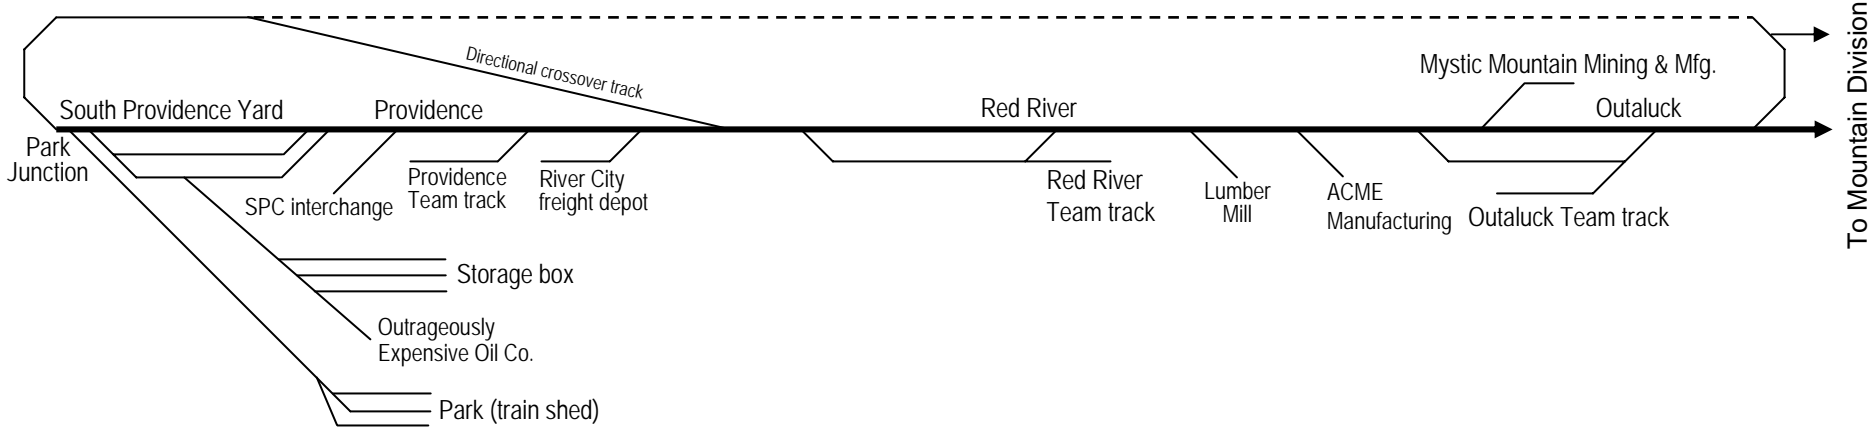 To Mountain Division
Directional crossover track
Mystic Mountain Mining & Mfg.
South Providence Yard
Providence
Red River
Outaluck
Park
Junction
SPC interchange
Providence
Team track
River City
freight depot
Red River
Team track
Lumber
Mill
ACME
Manufacturing
Outaluck Team track
Storage box
Outrageously
Expensive Oil Co.
Park (train shed)